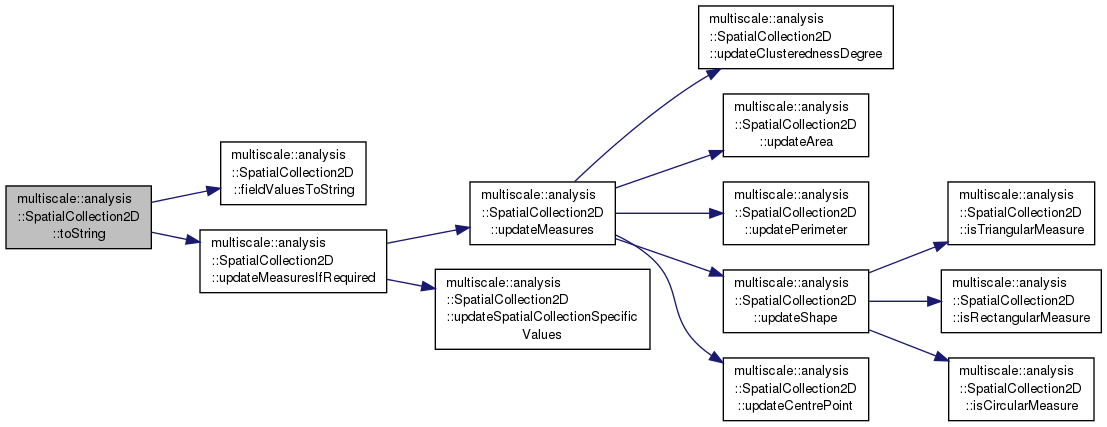 multiscale::analysis
::SpatialCollection2D
::toString
multiscale::analysis
::SpatialCollection2D
::fieldValuesToString
multiscale::analysis
::SpatialCollection2D
::updateMeasuresIfRequired
multiscale::analysis
::SpatialCollection2D
::updateMeasures
multiscale::analysis
::SpatialCollection2D
::updateSpatialCollectionSpecific
Values
multiscale::analysis
::SpatialCollection2D
::updateClusterednessDegree
multiscale::analysis
::SpatialCollection2D
::updateArea
multiscale::analysis
::SpatialCollection2D
::updatePerimeter
multiscale::analysis
::SpatialCollection2D
::updateShape
multiscale::analysis
::SpatialCollection2D
::updateCentrePoint
multiscale::analysis
::SpatialCollection2D
::isTriangularMeasure
multiscale::analysis
::SpatialCollection2D
::isRectangularMeasure
multiscale::analysis
::SpatialCollection2D
::isCircularMeasure